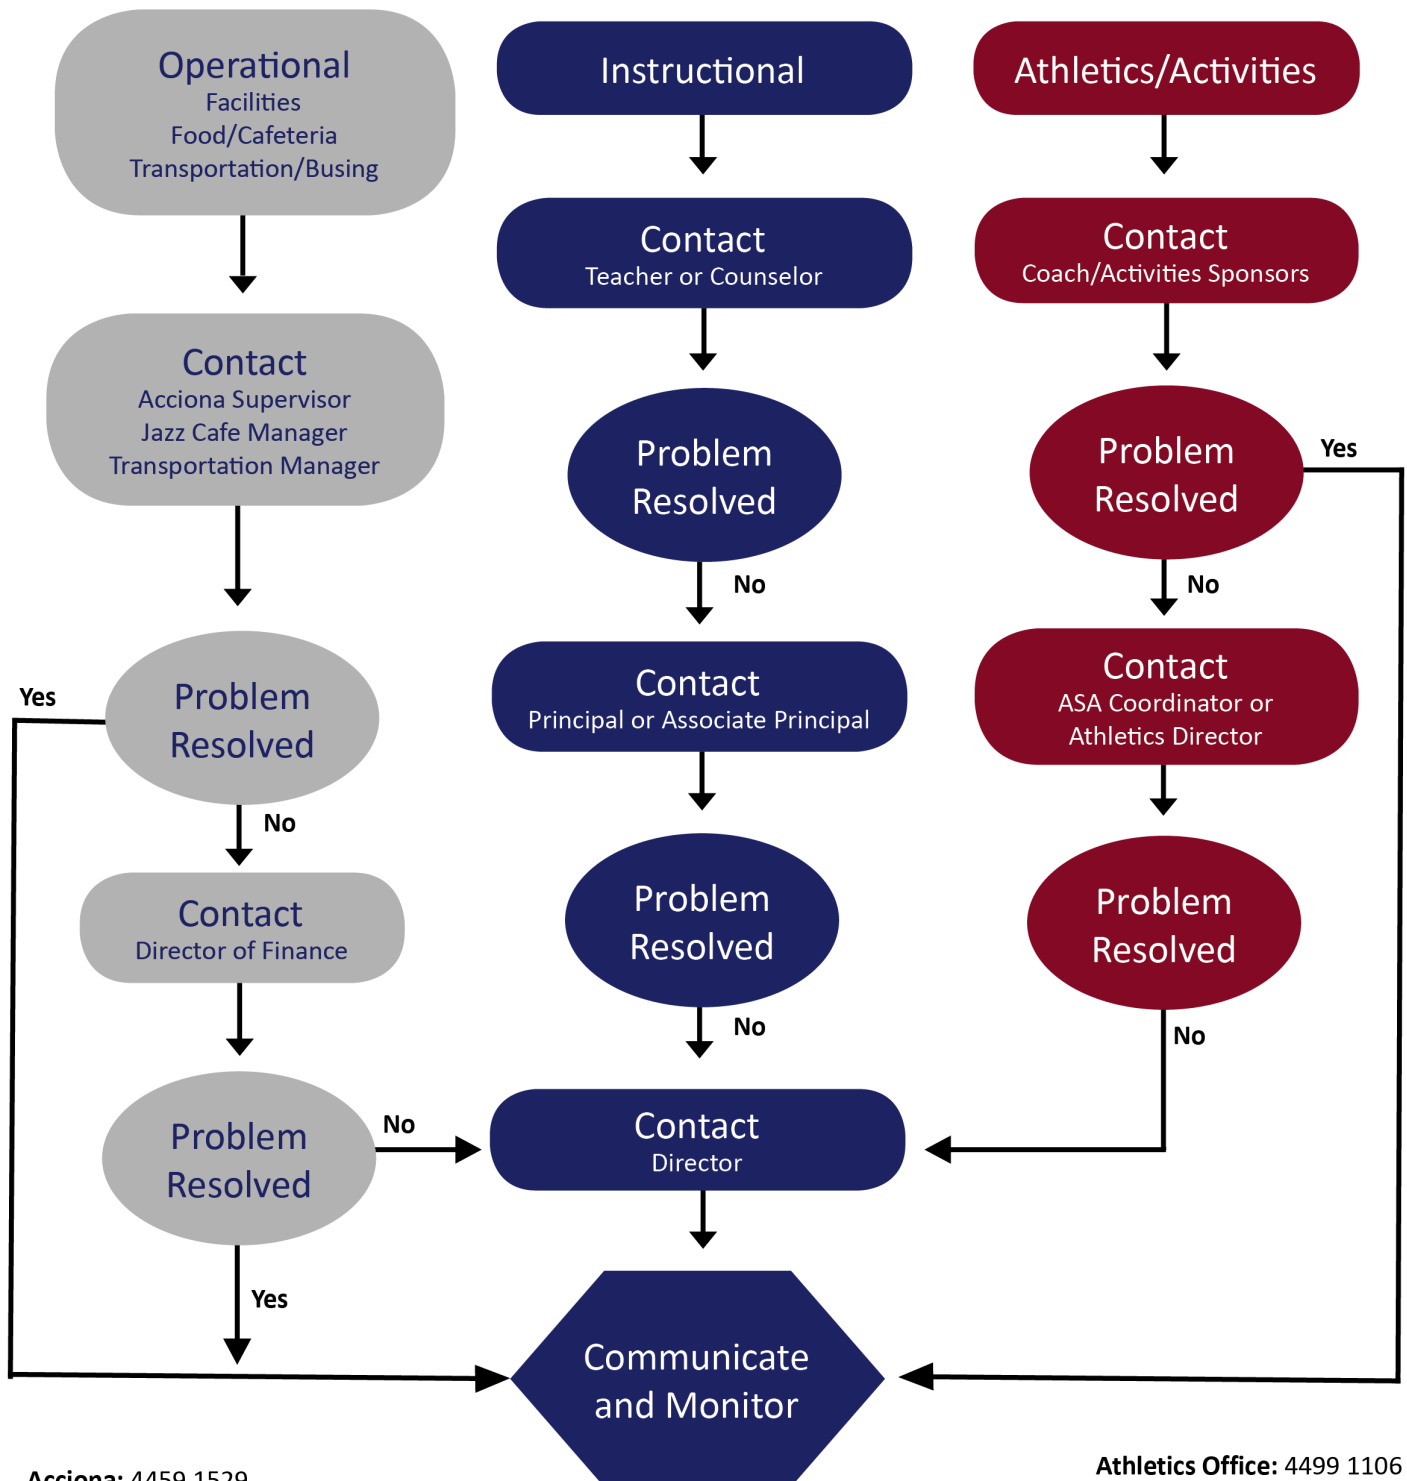 Operational
Facilities
Food/Cafeteria
Transportation/Busing
Contact
Acciona Supervisor
Jazz Cafe Manager
Transportation Manager
Problem
Resolved
Yes
No
Contact
Director of Finance
Problem
Resolved
No
Yes
Instructional
Contact
Teacher or Counselor
Problem
Resolved
No
Contact
Principal or Associate Principal
Problem
Resolved
No
Contact
Director
Communicate
and Monitor
Athletics/Activities
Contact
Coach/Activities Sponsors
Problem
Resolved
Yes
No
Contact
ASA Coordinator or
Athletics Director
Problem
Resolved
No
Acciona: 4459 1529
Athletics Office: 4499 1106